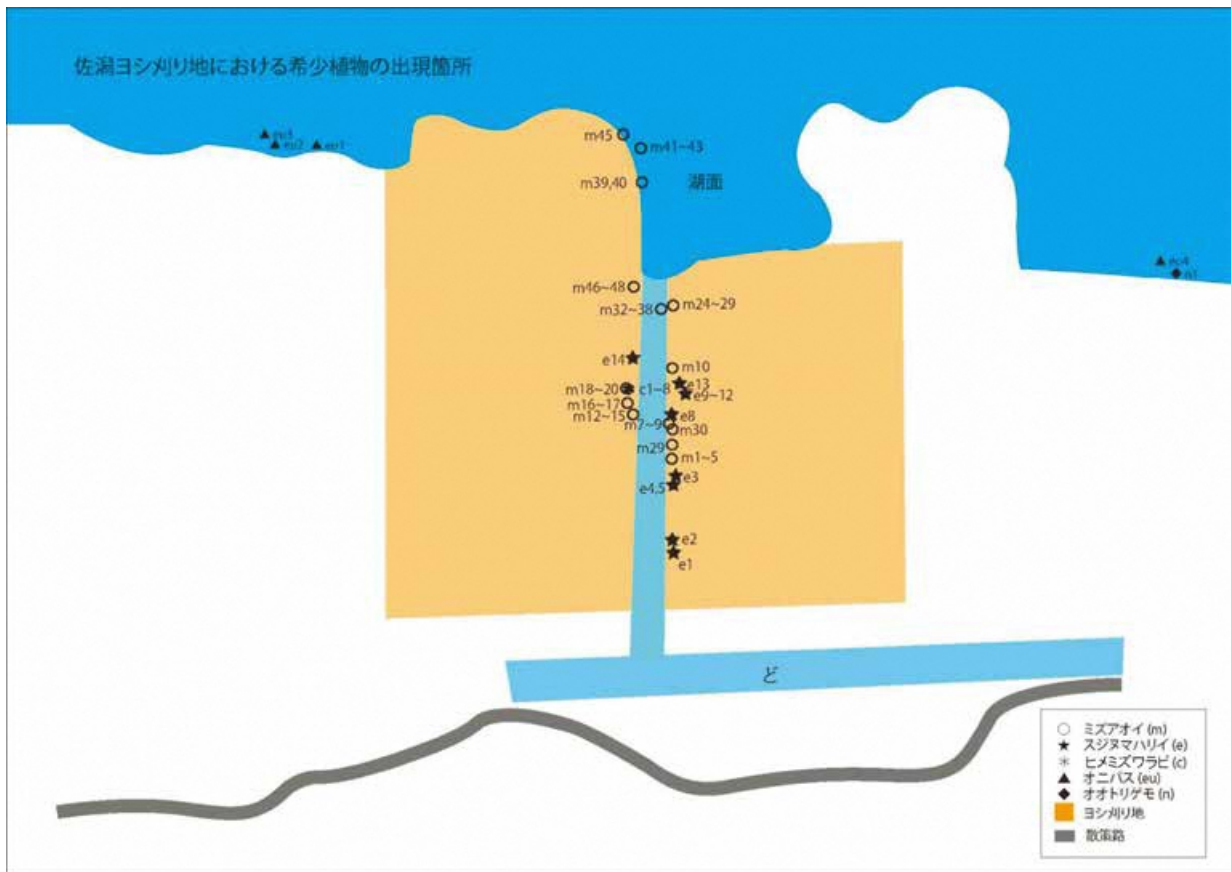 佐潟ヨシ刈り地における希少植物の出現箇所
m45
m41~43
eu3
eu2
eu1
m39,40
湖面
eu4
n1
m46~48
m32~38
m24~29
e14
m10
m18~20
c1~8
e13
e9~12
m16~17
m12~15
e8
m7~9
m30
m29
m1~5
e3
e4,5
e2
e1
ど
ミズアオイ(m)
スジヌマハリイ(e)
ヒメミズワラビ(c)
オニバス(eu)
オオトリゲモ(n)
ヨシ刈り地
散策路